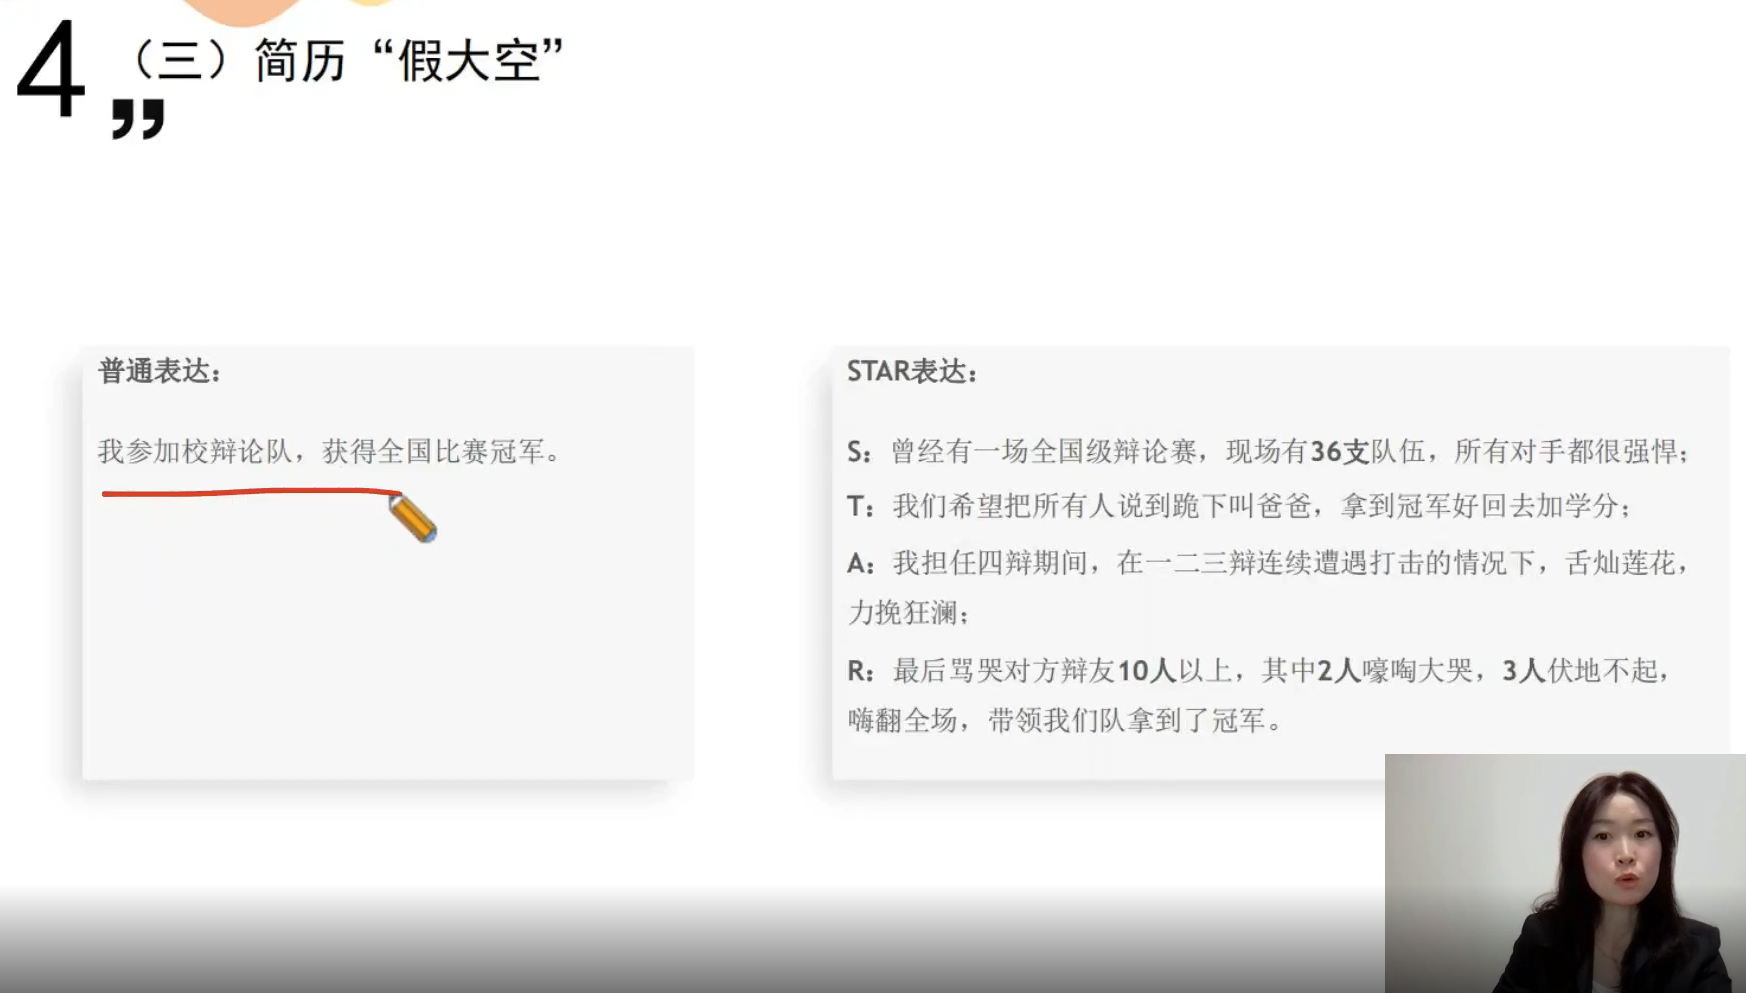 4
（三）简历“假大空”
”
普通表达：
我参加校辩论队，获得全国比赛冠军。
STAR表达：
S：曾经有一场全国级辩论赛，现场有36支队伍，所有对手都很强悍；
T：我们希望把所有人说到跪下叫爸爸，拿到冠军好回去加学分；
A：我担任四辩期间，在一二三辩连续遭遇打击的情况下，舌灿莲花，
力挽狂澜；
R：最后骂哭对方辩友10人以上，其中2人嚎啕大哭，3人伏地不起，
嗨翻全场，带领我们队拿到了冠军。